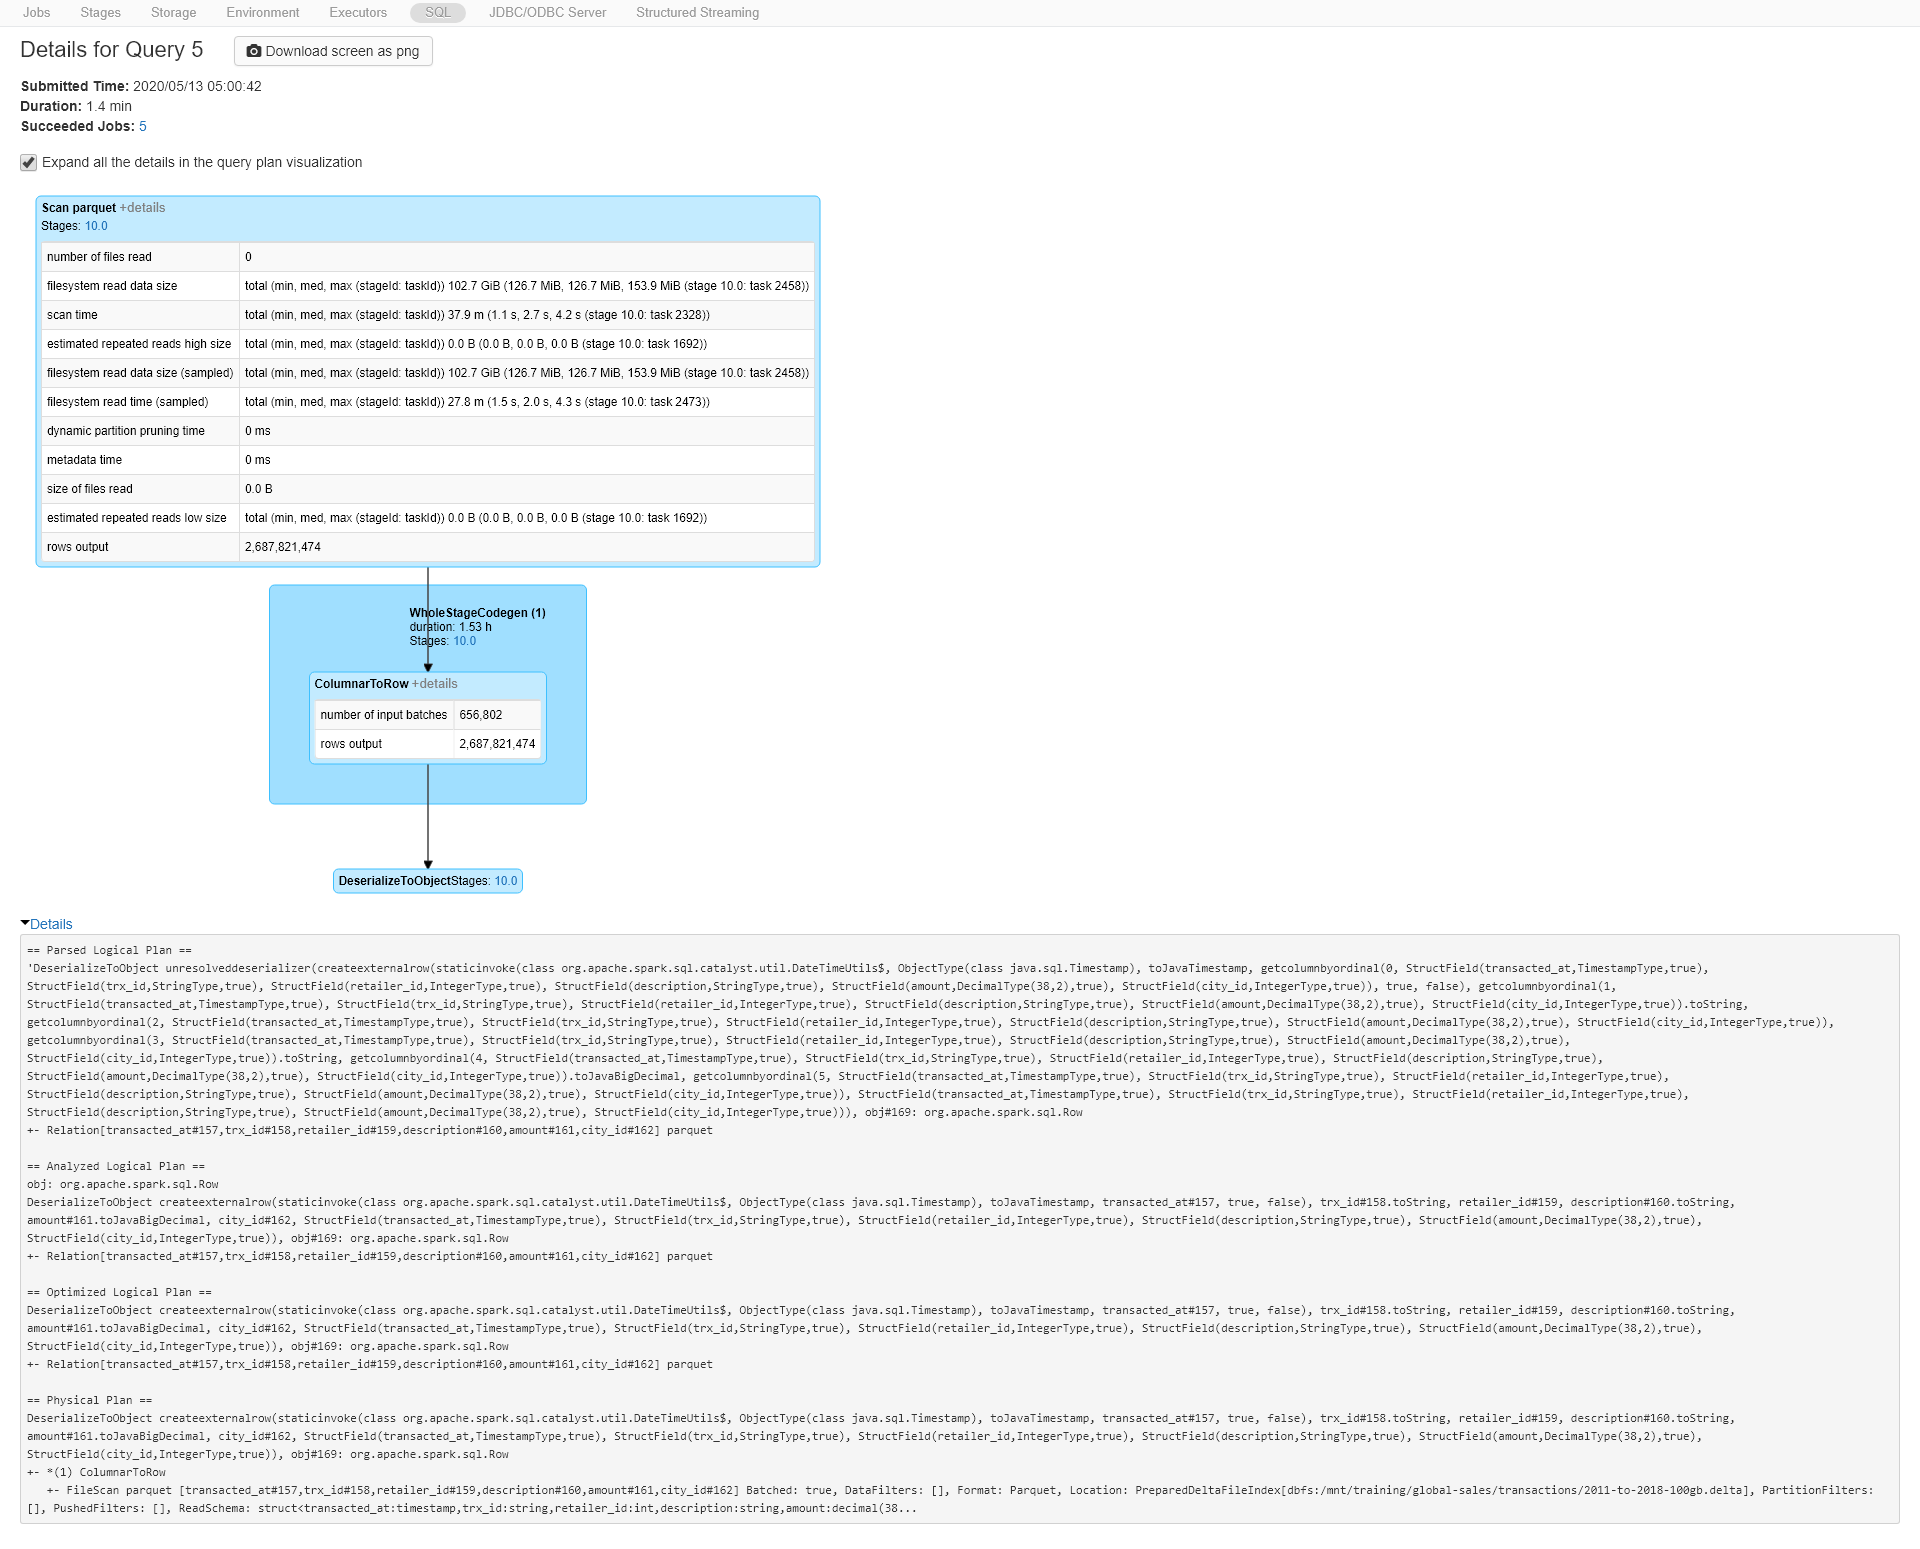 Jobs Stages Storage Environment Executors SQL JDBC/ODBC Server Structured Streaming
Details for Query 5 Download screen as png
Submitted Time: 2020/05/13 05:00:42
Duration: 1.4 min
Succeeded Jobs: 5
Expand all the details in the query plan visualization
Scan parquet +details
Stages: 10.0
number of files read 0
filesystem read data size total (min, med, max (stageId: taskId)) 102.7 GiB (126.7 MiB, 126.7 MiB, 153.9 MiB (stage 10.0: task 2458))
scan time total (min, med, max (stageId: taskId)) 37.9 m (1.1 s, 2.7 s, 4.2 s (stage 10.0: task 2328))
estimated repeated reads high size total (min, med, max (stageId: taskId)) 0.0 B (0.0 B, 0.0 B, 0.0 B (stage 10.0: task 1692))
filesystem read data size (sampled) total (min, med, max (stageId: taskId)) 102.7 GiB (126.7 MiB, 126.7 MiB, 153.9 MiB (stage 10.0: task 2458))
filesystem read time (sampled) total (min, med, max (stageId: taskId)) 27.8 m (1.5 s, 2.0 s, 4.3 s (stage 10.0: task 2473))
dynamic partition pruning time 0 ms
metadata time 0 ms
size of files read 0.0 B
estimated repeated reads low size total (min, med, max (stageId: taskId)) 0.0 B (0.0 B, 0.0 B, 0.0 B (stage 10.0: task 1692))
rows output 2,687,821,474
WholeStageCodegen (1)
duration: 1.53 h
Stages: 10.0
ColumnarToRow +details
number of input batches 656,802
rows output 2,687,821,474
DeserializeToObjectStages: 10.0
Details
== Parsed Logical Plan ==
'DeserializeToObject unresolveddeserializer(createexternalrow(staticinvoke(class org.apache.spark.sql.catalyst.util.DateTimeUtils$, ObjectType(class java.sql.Timestamp), toJavaTimestamp, getcolumnbyordinal(0, StructField(transacted_at,TimestampType,true),
StructField(trx_id,StringType,true), StructField(retailer_id,IntegerType,true), StructField(description,StringType,true), StructField(amount,DecimalType(38,2),true), StructField(city_id,IntegerType,true)), true, false), getcolumnbyordinal(1,
StructField(transacted_at,TimestampType,true), StructField(trx_id,StringType,true), StructField(retailer_id,IntegerType,true), StructField(description,StringType,true), StructField(amount,DecimalType(38,2),true), StructField(city_id,IntegerType,true)).toString,
getcolumnbyordinal(2, StructField(transacted_at,TimestampType,true), StructField(trx_id,StringType,true), StructField(retailer_id,IntegerType,true), StructField(description,StringType,true), StructField(amount,DecimalType(38,2),true), StructField(city_id,IntegerType,true)),
getcolumnbyordinal(3, StructField(transacted_at,TimestampType,true), StructField(trx_id,StringType,true), StructField(retailer_id,IntegerType,true), StructField(description,StringType,true), StructField(amount,DecimalType(38,2),true),
StructField(city_id,IntegerType,true)).toString, getcolumnbyordinal(4, StructField(transacted_at,TimestampType,true), StructField(trx_id,StringType,true), StructField(retailer_id,IntegerType,true), StructField(description,StringType,true),
StructField(amount,DecimalType(38,2),true), StructField(city_id,IntegerType,true)).toJavaBigDecimal, getcolumnbyordinal(5, StructField(transacted_at,TimestampType,true), StructField(trx_id,StringType,true), StructField(retailer_id,IntegerType,true),
StructField(description,StringType,true), StructField(amount,DecimalType(38,2),true), StructField(city_id,IntegerType,true)), StructField(transacted_at,TimestampType,true), StructField(trx_id,StringType,true), StructField(retailer_id,IntegerType,true),
StructField(description,StringType,true), StructField(amount,DecimalType(38,2),true), StructField(city_id,IntegerType,true))), obj#169: org.apache.spark.sql.Row
+- Relation[transacted_at#157,trx_id#158,retailer_id#159,description#160,amount#161,city_id#162] parquet
== Analyzed Logical Plan ==
obj: org.apache.spark.sql.Row
DeserializeToObject createexternalrow(staticinvoke(class org.apache.spark.sql.catalyst.util.DateTimeUtils$, ObjectType(class java.sql.Timestamp), toJavaTimestamp, transacted_at#157, true, false), trx_id#158.toString, retailer_id#159, description#160.toString,
amount#161.toJavaBigDecimal, city_id#162, StructField(transacted_at,TimestampType,true), StructField(trx_id,StringType,true), StructField(retailer_id,IntegerType,true), StructField(description,StringType,true), StructField(amount,DecimalType(38,2),true),
StructField(city_id,IntegerType,true)), obj#169: org.apache.spark.sql.Row
+- Relation[transacted_at#157,trx_id#158,retailer_id#159,description#160,amount#161,city_id#162] parquet
== Optimized Logical Plan ==
DeserializeToObject createexternalrow(staticinvoke(class org.apache.spark.sql.catalyst.util.DateTimeUtils$, ObjectType(class java.sql.Timestamp), toJavaTimestamp, transacted_at#157, true, false), trx_id#158.toString, retailer_id#159, description#160.toString,
amount#161.toJavaBigDecimal, city_id#162, StructField(transacted_at,TimestampType,true), StructField(trx_id,StringType,true), StructField(retailer_id,IntegerType,true), StructField(description,StringType,true), StructField(amount,DecimalType(38,2),true),
StructField(city_id,IntegerType,true)), obj#169: org.apache.spark.sql.Row
+- Relation[transacted_at#157,trx_id#158,retailer_id#159,description#160,amount#161,city_id#162] parquet
== Physical Plan ==
DeserializeToObject createexternalrow(staticinvoke(class org.apache.spark.sql.catalyst.util.DateTimeUtils$, ObjectType(class java.sql.Timestamp), toJavaTimestamp, transacted_at#157, true, false), trx_id#158.toString, retailer_id#159, description#160.toString,
amount#161.toJavaBigDecimal, city_id#162, StructField(transacted_at,TimestampType,true), StructField(trx_id,StringType,true), StructField(retailer_id,IntegerType,true), StructField(description,StringType,true), StructField(amount,DecimalType(38,2),true),
StructField(city_id,IntegerType,true)), obj#169: org.apache.spark.sql.Row
+- *(1) ColumnarToRow
+- FileScan parquet [transacted_at#157,trx_id#158,retailer_id#159,description#160,amount#161,city_id#162] Batched: true, DataFilters: [], Format: Parquet, Location: PreparedDeltaFileIndex[dbfs:/mnt/training/global-sales/transactions/2011-to-2018-100gb.delta], PartitionFilters:
[], PushedFilters: [], ReadSchema: struct<transacted_at:timestamp,trx_id:string,retailer_id:int,description:string,amount:decimal(38...